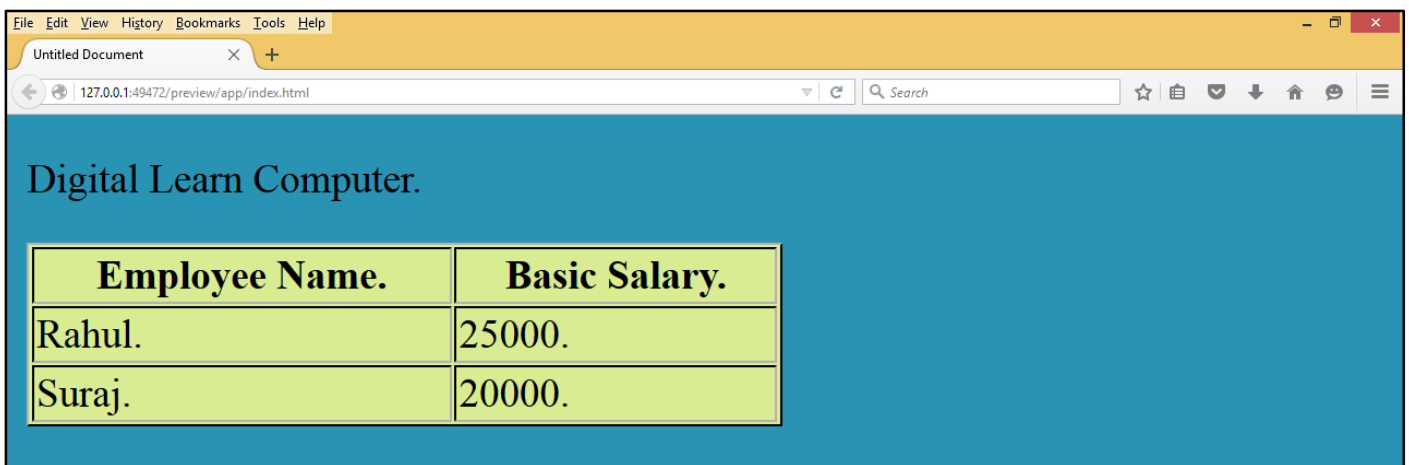 File Edit View History Bookmarks Tools Help
Untitled Document
127.0.0.1:49472/preview/app/index.html
Search
Digital Learn Computer.
Employee Name. Basic Salary.
Rahul. 25000.
Suraj. 20000.